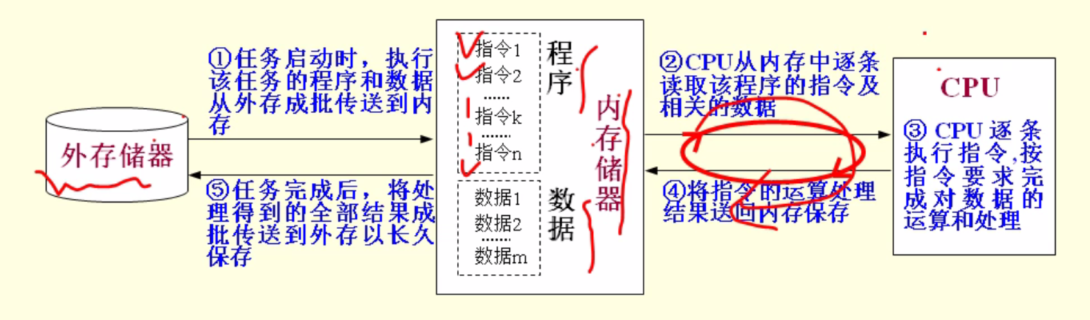 ①任务启动时，执行
该任务的程序和数据
从外存成批传送到内
存
外存储器
⑤任务完成后，将处
理得到的全部结果成
批传送到外存以长久
保存
指令1
指令2
......
指令k
......
指令n
程序
数据1
数据2
......
数据m
数据
内存储器
②CPU从内存中逐条
读取该程序的指令及
相关的数据
④将指令的运算处理
结果送回内存保存
CPU
③ CPU逐条
执行指令,按
指令要求完
成对数据的
运算和处理